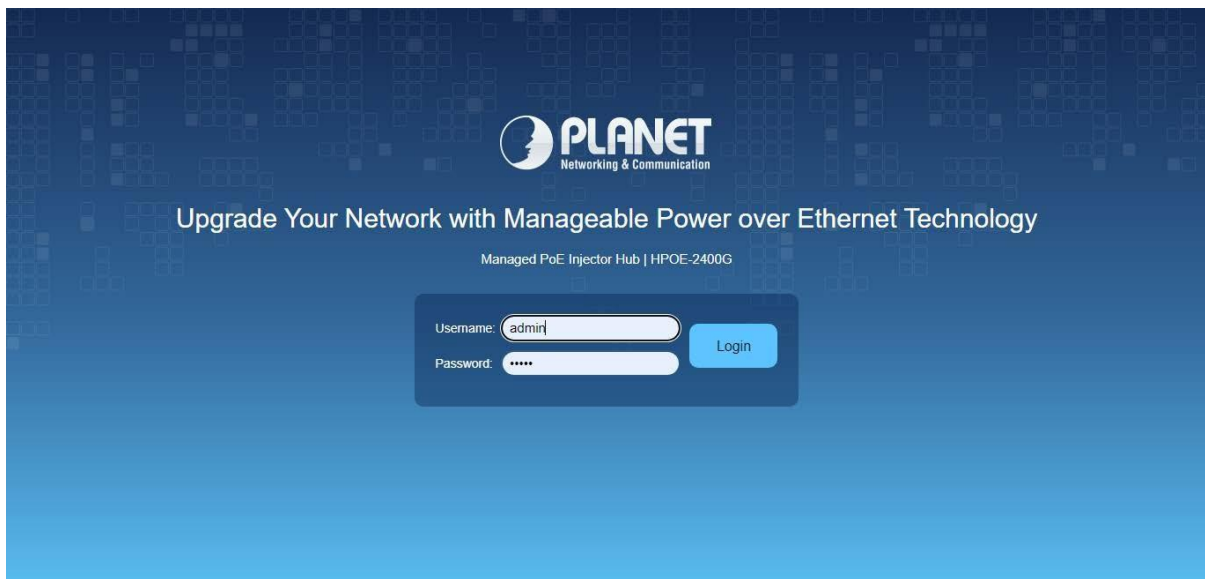 PLANET
Networking & Communication
Upgrade Your Network with Manageable Power over Ethernet Technology
Managed PoE Injector Hub | HPOE-2400G
Username: admin
Password: •••••
Login